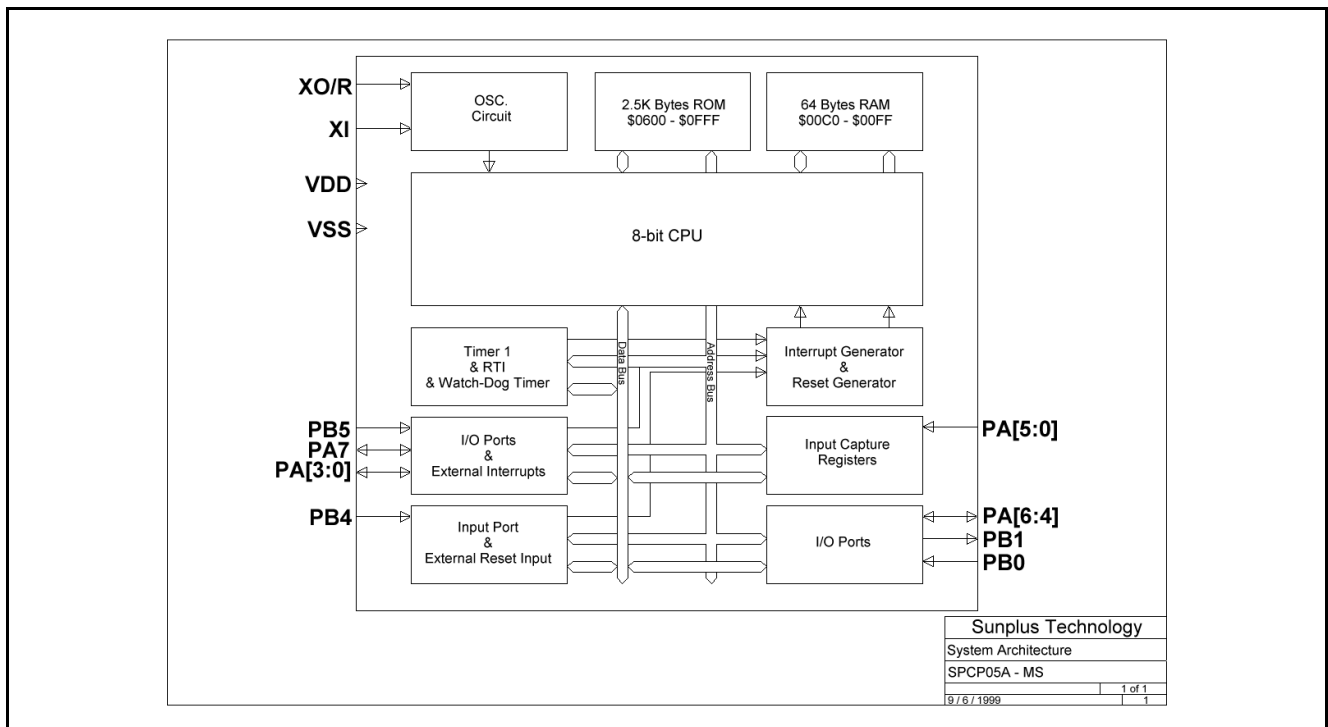 XO/R
XI
VDD
VSS
OSC.
Circuit
2.5K Bytes ROM
$0600 - $0FFF
64 Bytes RAM
$00C0 - $00FF
8-bit CPU
Timer 1
& RTI
& Watch-Dog Timer
Data Bus
Address Bus
Interrupt Generator
&
Reset Generator
PB5
PA7
PA[3:0]
I/O Ports
&
External Interrupts
Input Capture
Registers
PA[5:0]
PB4
Input Port
&
External Reset Input
I/O Ports
PA[6:4]
PB1
PB0
Sunplus Technology
System Architecture
SPCP05A - MS
1 of 1
9 / 6 / 1999
1